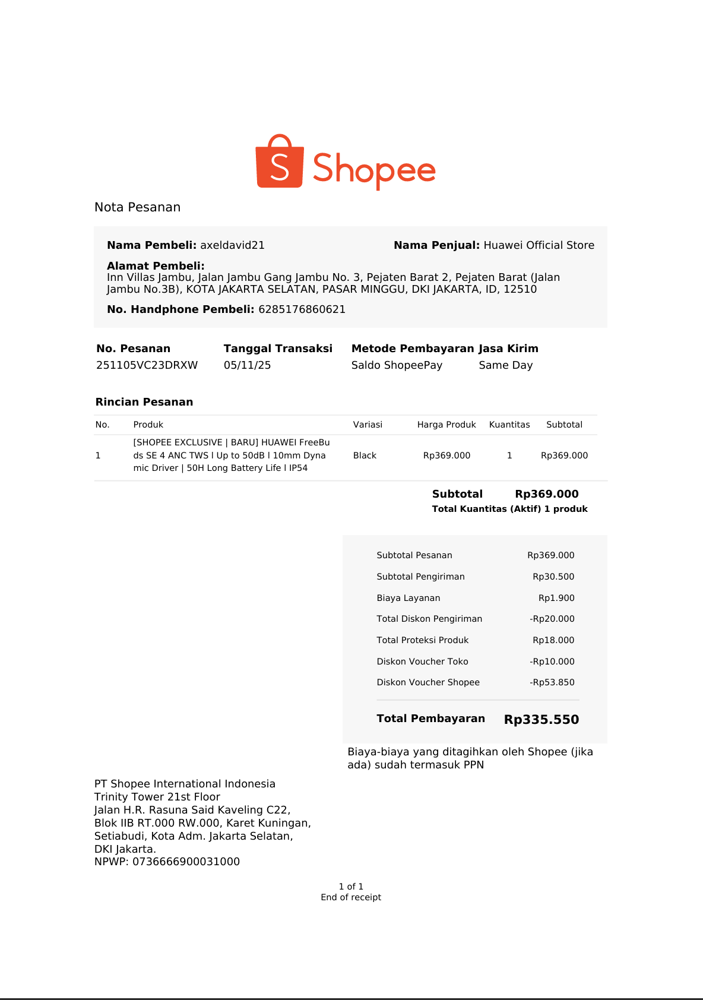 Shopee
Nota Pesanan
Nama Pembeli: axeldavid21 Nama Penjual: Huawei Official Store
Alamat Pembeli:
Inn Villas Jambu, Jalan Jambu Gang Jambu No. 3, Pejaten Barat 2, Pejaten Barat (Jalan
Jambu No.3B), KOTA JAKARTA SELATAN, PASAR MINGGU, DKI JAKARTA, ID, 12510
No. Handphone Pembeli: 6285176860621
No. Pesanan Tanggal Transaksi Metode Pembayaran Jasa Kirim
251105VC23DRXW 05/11/25 Saldo ShopeePay Same Day
Rincian Pesanan
No. Produk Variasi Harga Produk Kuantitas Subtotal
[SHOPEE EXCLUSIVE | BARU] HUAWEI FreeBu
1 ds SE 4 ANC TWS l Up to 50dB l 10mm Dyna Black Rp369.000 1 Rp369.000
mic Driver | 50H Long Battery Life l IP54
Subtotal Rp369.000
Total Kuantitas (Aktif) 1 produk
Subtotal Pesanan Rp369.000
Subtotal Pengiriman Rp30.500
Biaya Layanan Rp1.900
Total Diskon Pengiriman -Rp20.000
Total Proteksi Produk Rp18.000
Diskon Voucher Toko -Rp10.000
Diskon Voucher Shopee -Rp53.850
Total Pembayaran Rp335.550
Biaya-biaya yang ditagihkan oleh Shopee (jika
ada) sudah termasuk PPN
PT Shopee International Indonesia
Trinity Tower 21st Floor
Jalan H.R. Rasuna Said Kaveling C22,
Blok IIB RT.000 RW.000, Karet Kuningan,
Setiabudi, Kota Adm. Jakarta Selatan,
DKI Jakarta.
NPWP: 0736666900031000
1 of 1
End of receipt